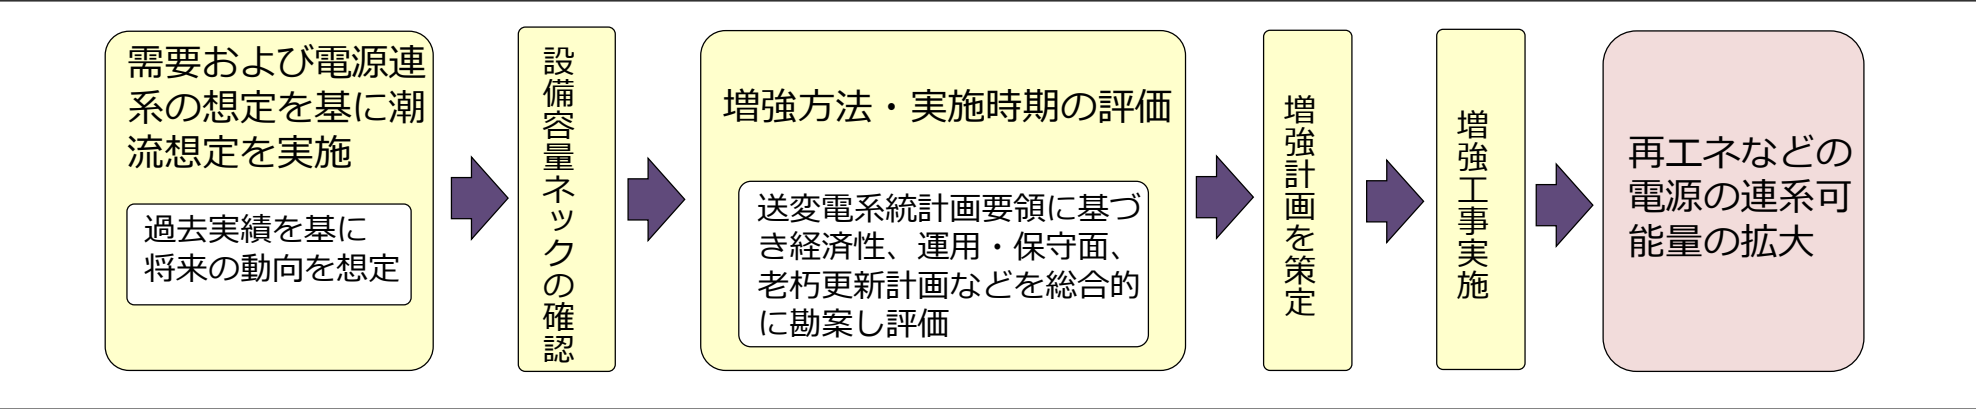 需要および電源連
系の想定を基に潮
流想定を実施
過去実績を基に
将来の動向を想定
設備容量ネックの確認
増強方法・実施時期の評価
送変電系統計画要領に基づ
き経済性、運用・保守面、
老朽更新計画などを総合的
に勘案し評価
増強計画を策定
増強工事実施
再エネなどの
電源の連系可
能量の拡大